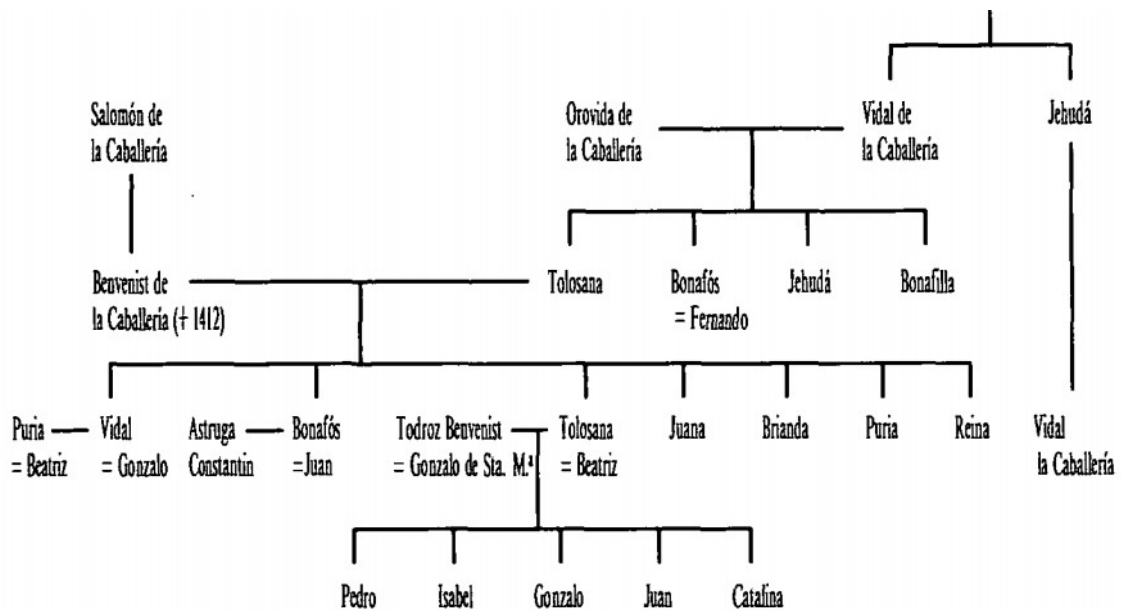 Salomón de
la Caballería
Orovida de
la Caballería
Vidal de
la Caballería
Jehudá
Benvenist de
la Caballería († 1412)
Tolosana
Bonafós
= Fernando
Jehudá
Bonafilla
Puria
= Beatriz
Vidal
= Gonzalo
Astruga
Constantin
Bonafós
=Juan
Todroz Benvenist
= Gonzalo de Sta. M.ª
Tolosana
= Beatriz
Juana
Brianda
Puria
Reina
Vidal
la Caballería
Pedro
Isabel
Gonzalo
Juan
Catalina